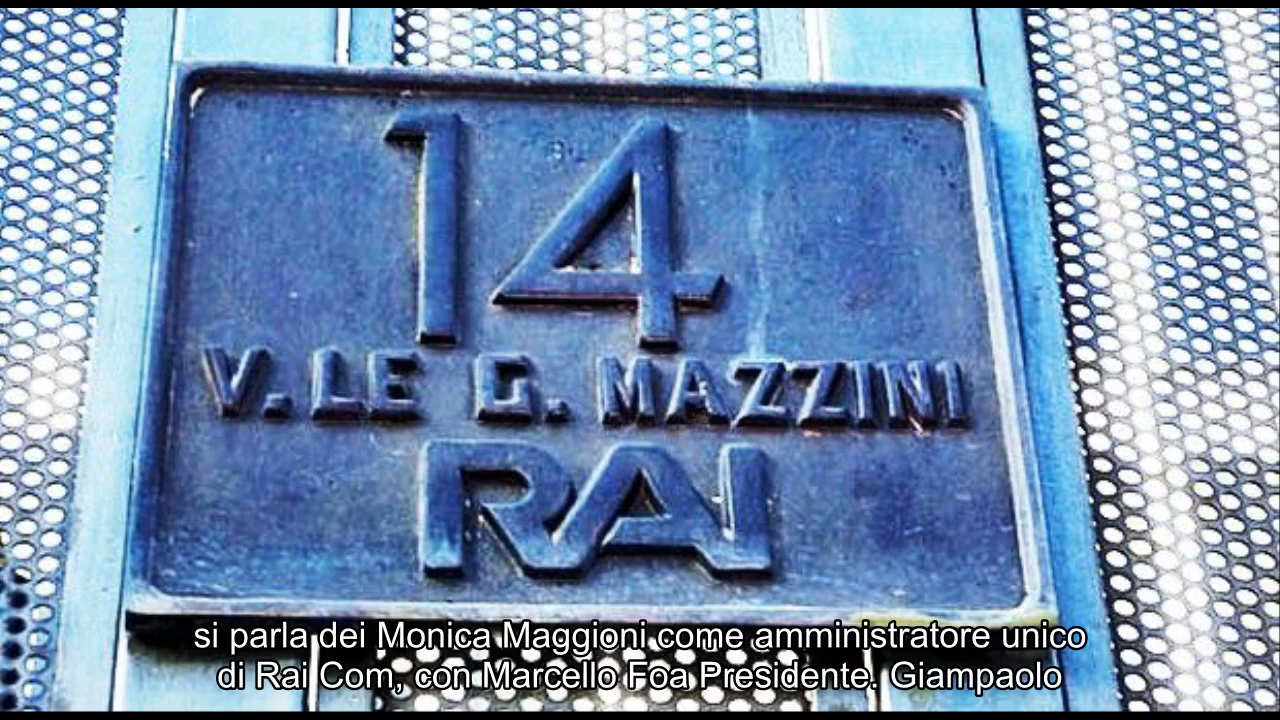 14
V.LE G. MAZZINI
RAI
si parla dei Monica Maggioni come amministratore unico
di Rai Com, con Marcello Foa Presidente. Giampaolo